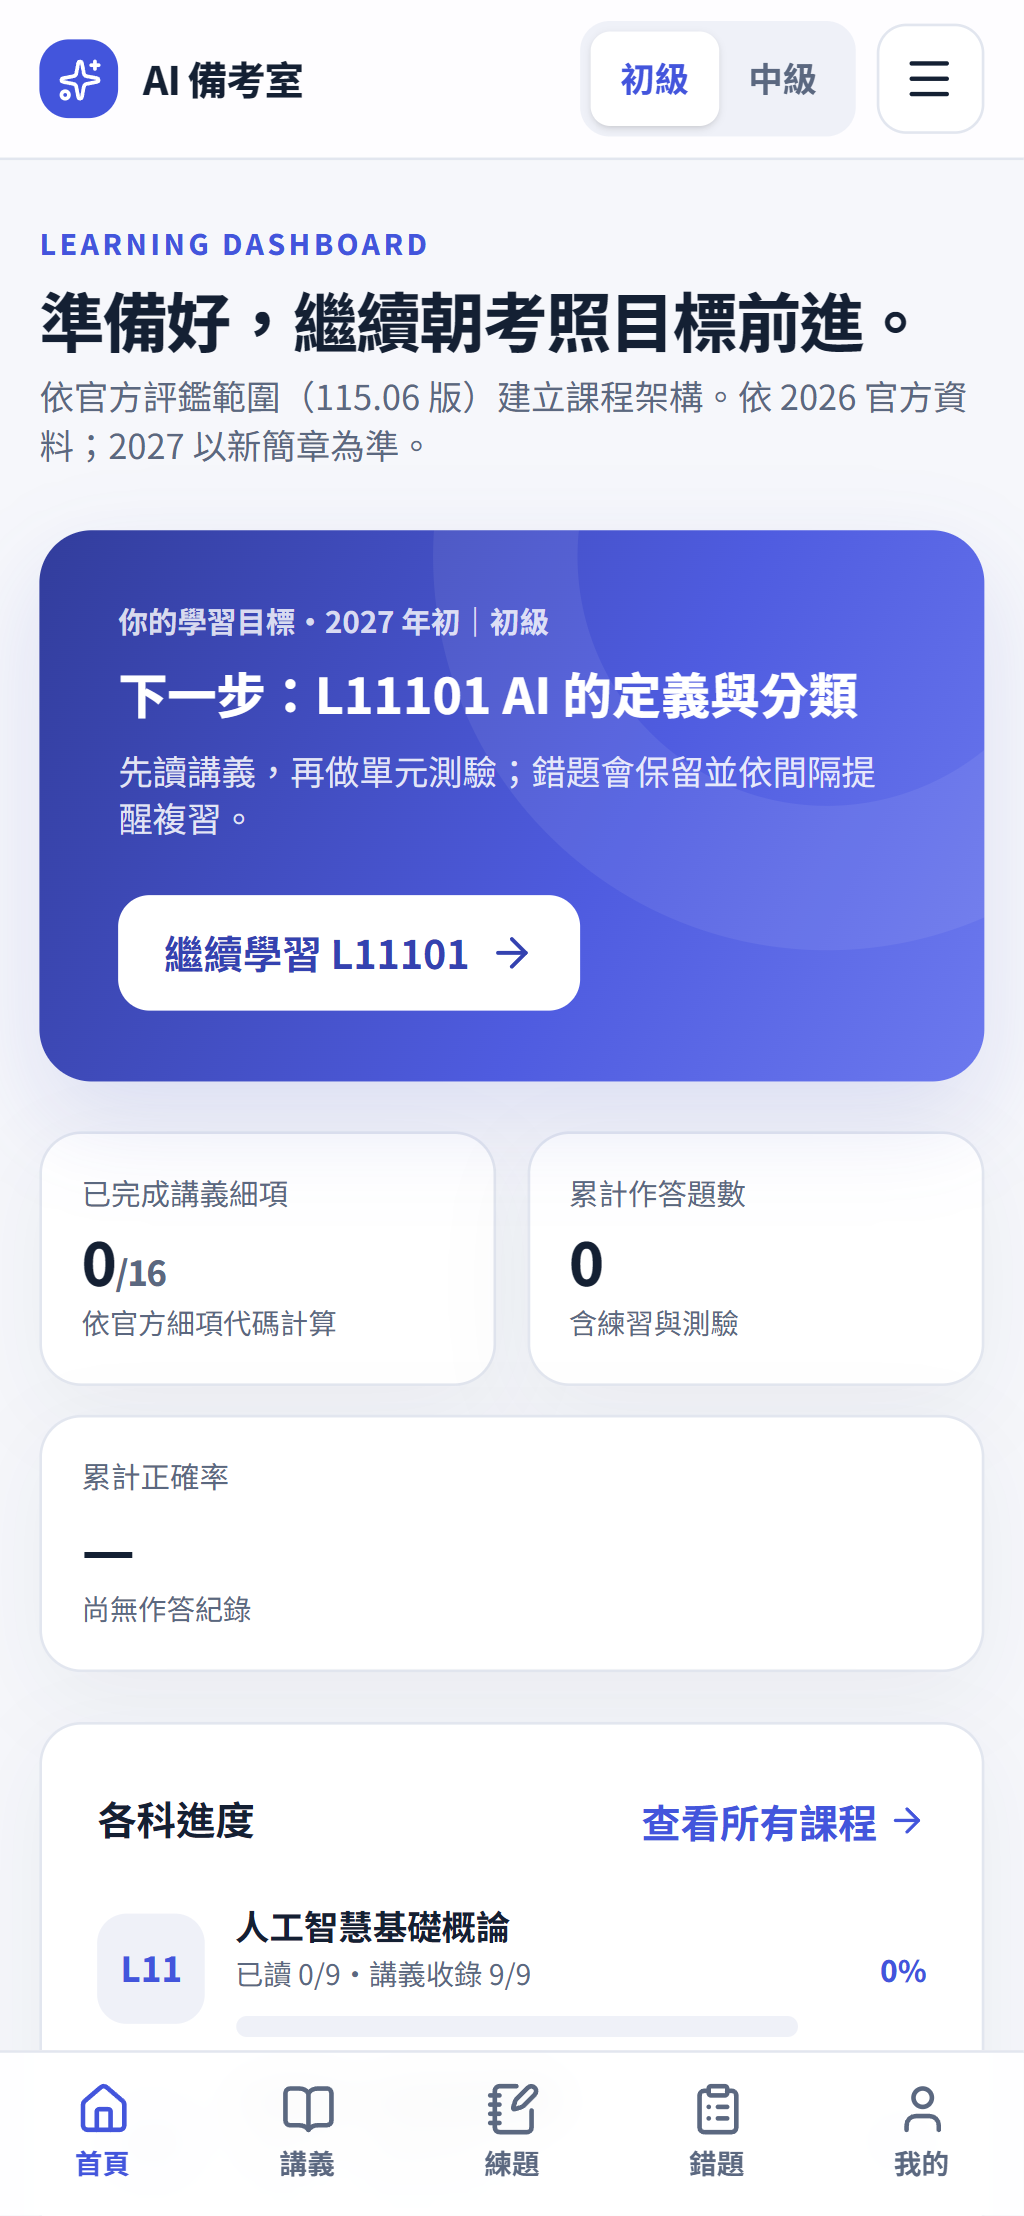 AI 備考室
初級
中級
LEARNING DASHBOARD
準備好，繼續朝考照目標前進。
依官方評鑑範圍（115.06 版）建立課程架構。依 2026 官方資
料；2027 以新簡章為準。
你的學習目標・2027 年初｜初級
下一步：L11101 AI 的定義與分類
先讀講義，再做單元測驗；錯題會保留並依間隔提
醒複習。
繼續學習 L11101 →
已完成講義細項
0/16
依官方細項代碼計算
累計作答題數
0
含練習與測驗
累計正確率
—
尚無作答紀錄
各科進度
查看所有課程 →
L11
人工智慧基礎概論
已讀 0/9・講義收錄 9/9
0%
首頁
講義
練題
錯題
我的